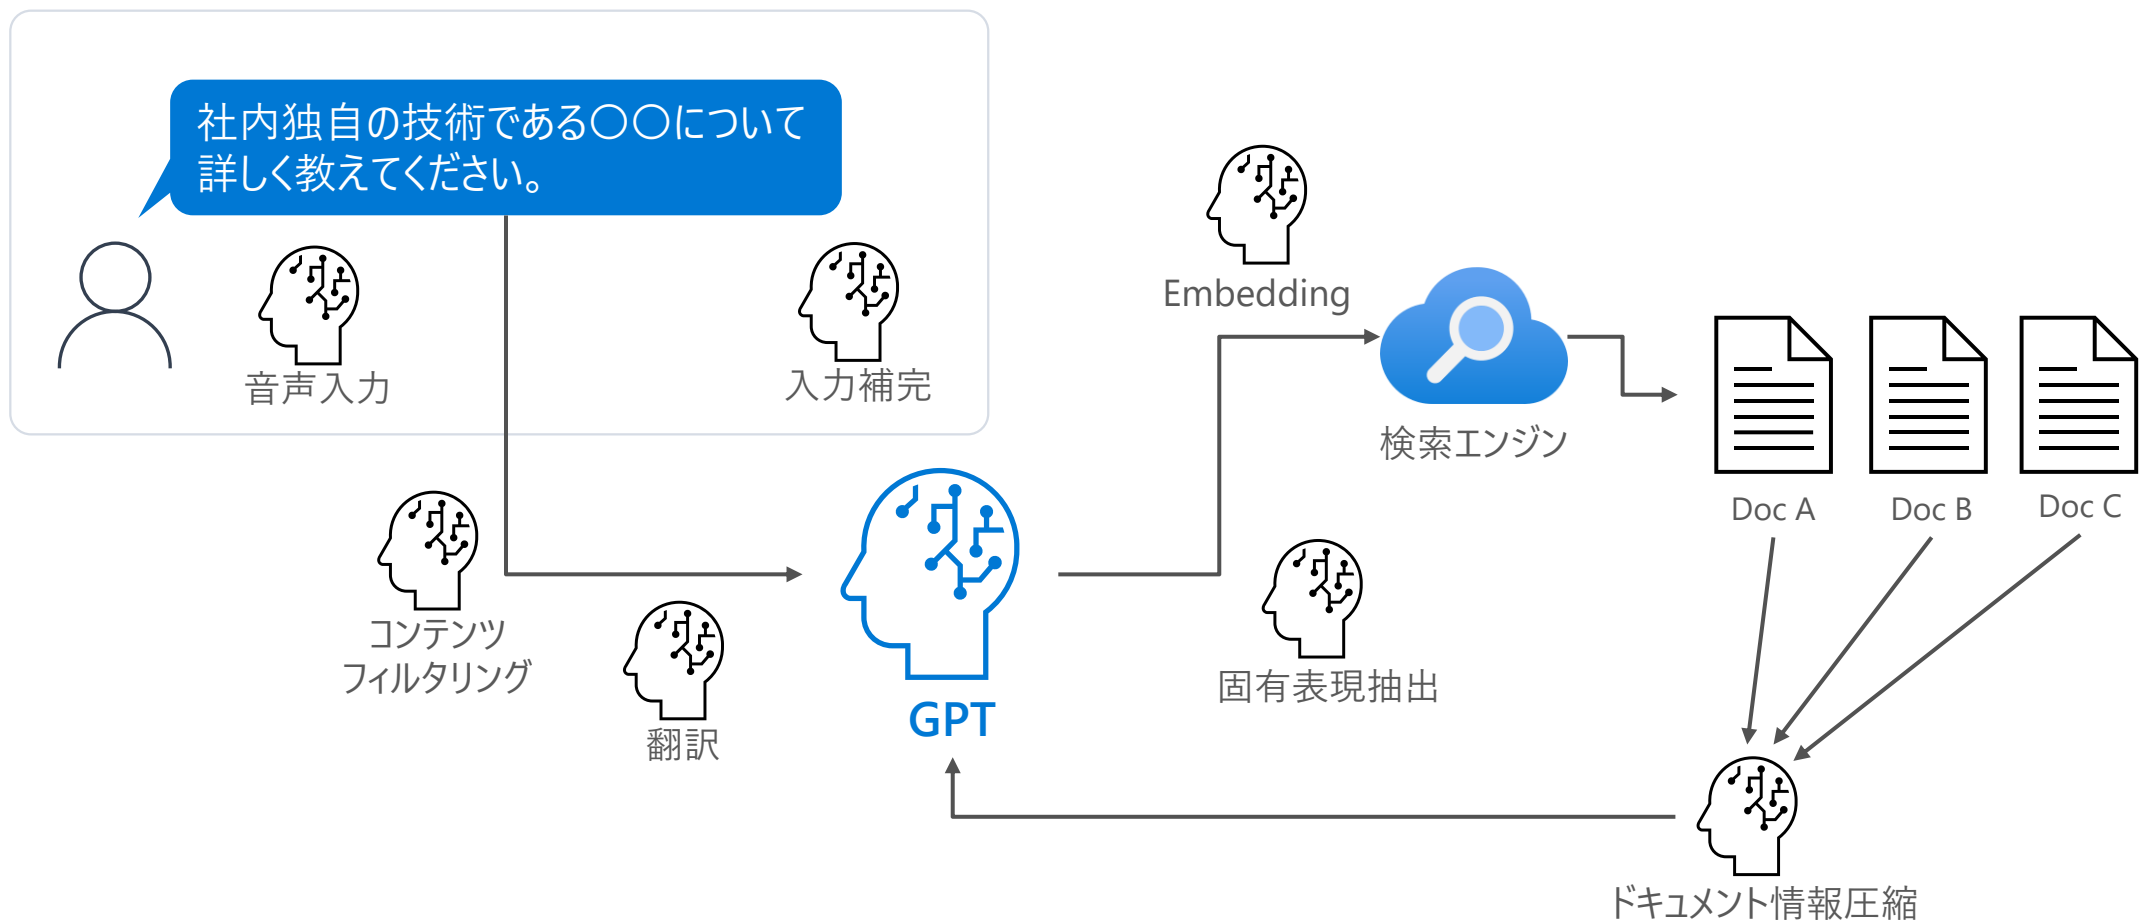 社内独自の技術である〇〇について
詳しく教えてください。
音声入力
入力補完
Embedding
検索エンジン
Doc A
Doc B
Doc C
コンテンツ
フィルタリング
翻訳
GPT
固有表現抽出
ドキュメント情報圧縮